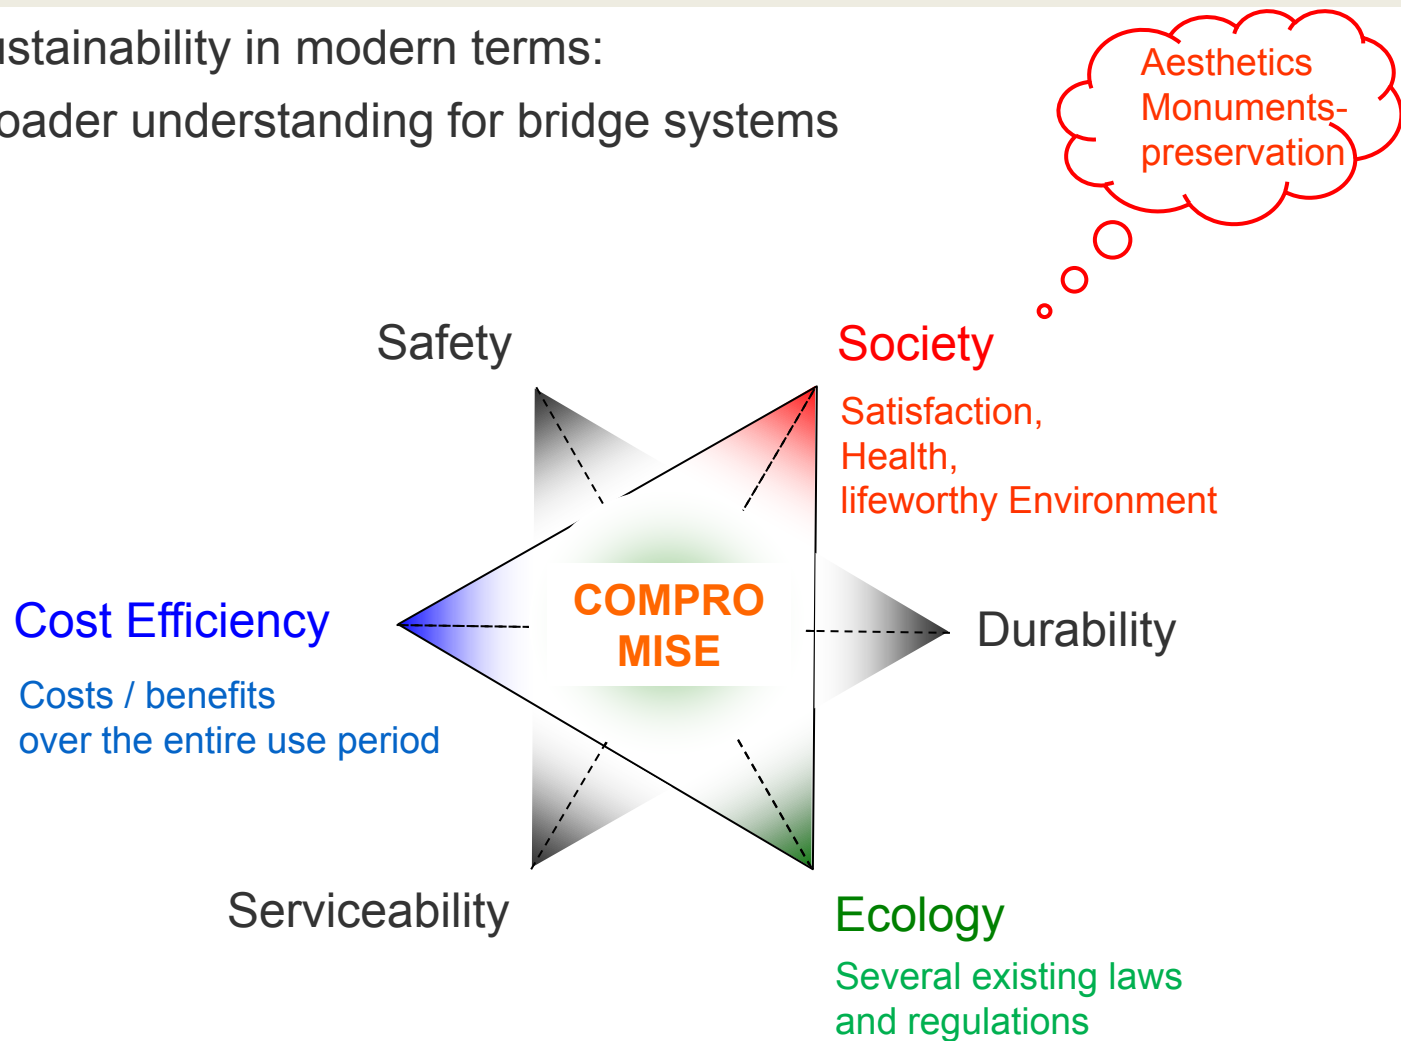 ustainability in modern terms:
oader understanding for bridge systems
Aesthetics
Monuments-
preservation
Safety
Society
Satisfaction,
Health,
lifeworthy Environment
COMPRO
MISE
Cost Efficiency
Costs / benefits
over the entire use period
Durability
Serviceability
Ecology
Several existing laws
and regulations